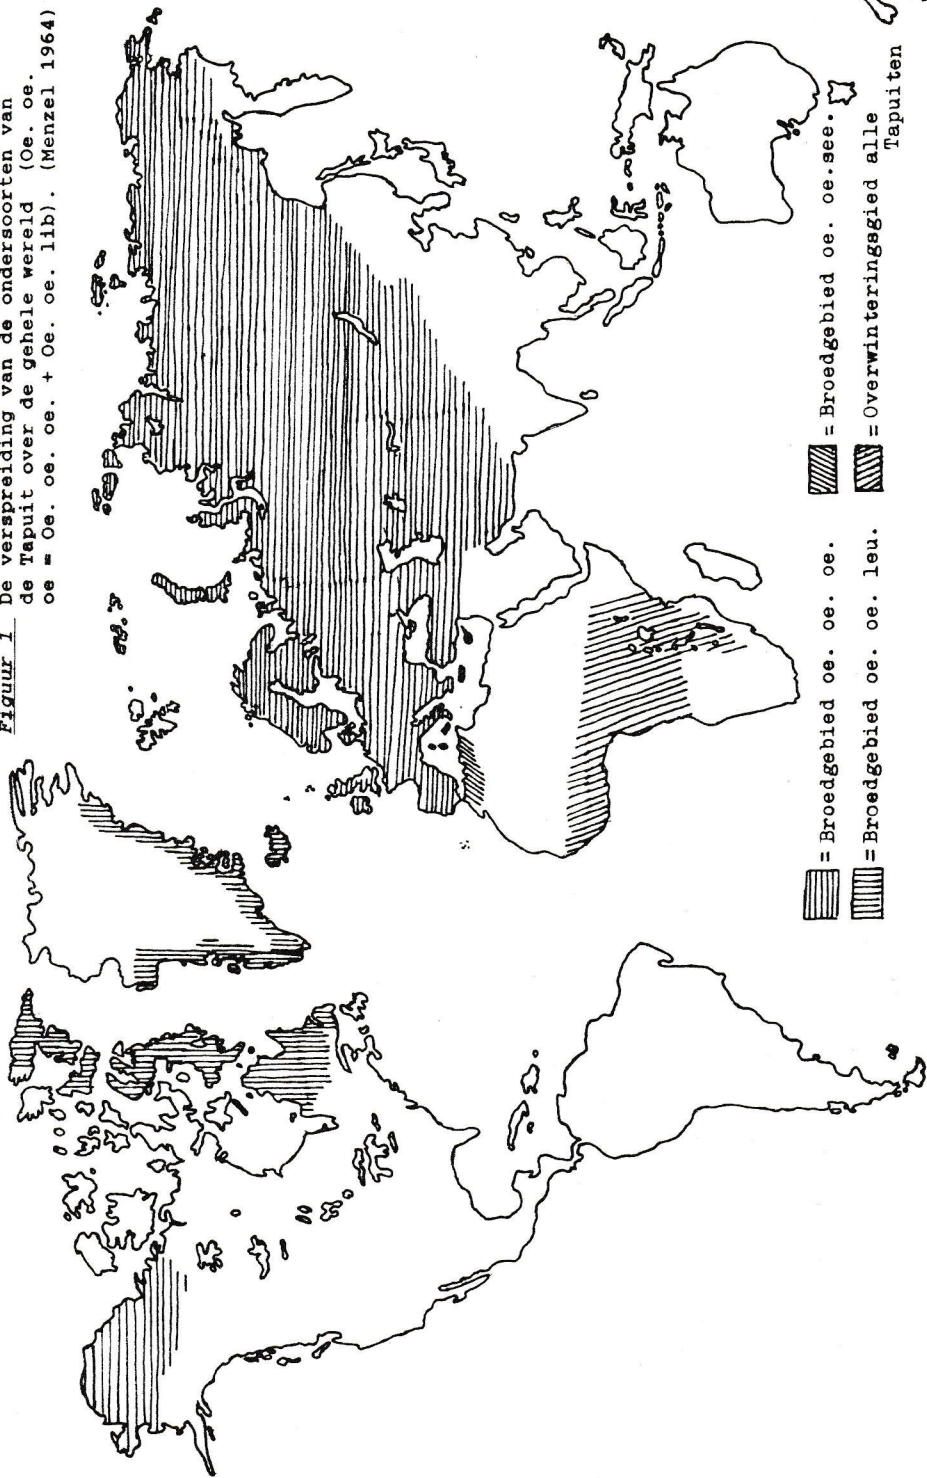 Figuur 1 De verspreiding van de ondersoorten van
de Tapuit over de gehele wereld (Oe. oe.
oe = Oe. oe. oe. + Oe. oe. lib). (Menzel 1964)
= Broedgebied oe. oe. oe.
= Broedgebied oe. oe. leu.
= Broedgebied oe. oe.see.
= Overwinteringsgied alle
Tapuiten